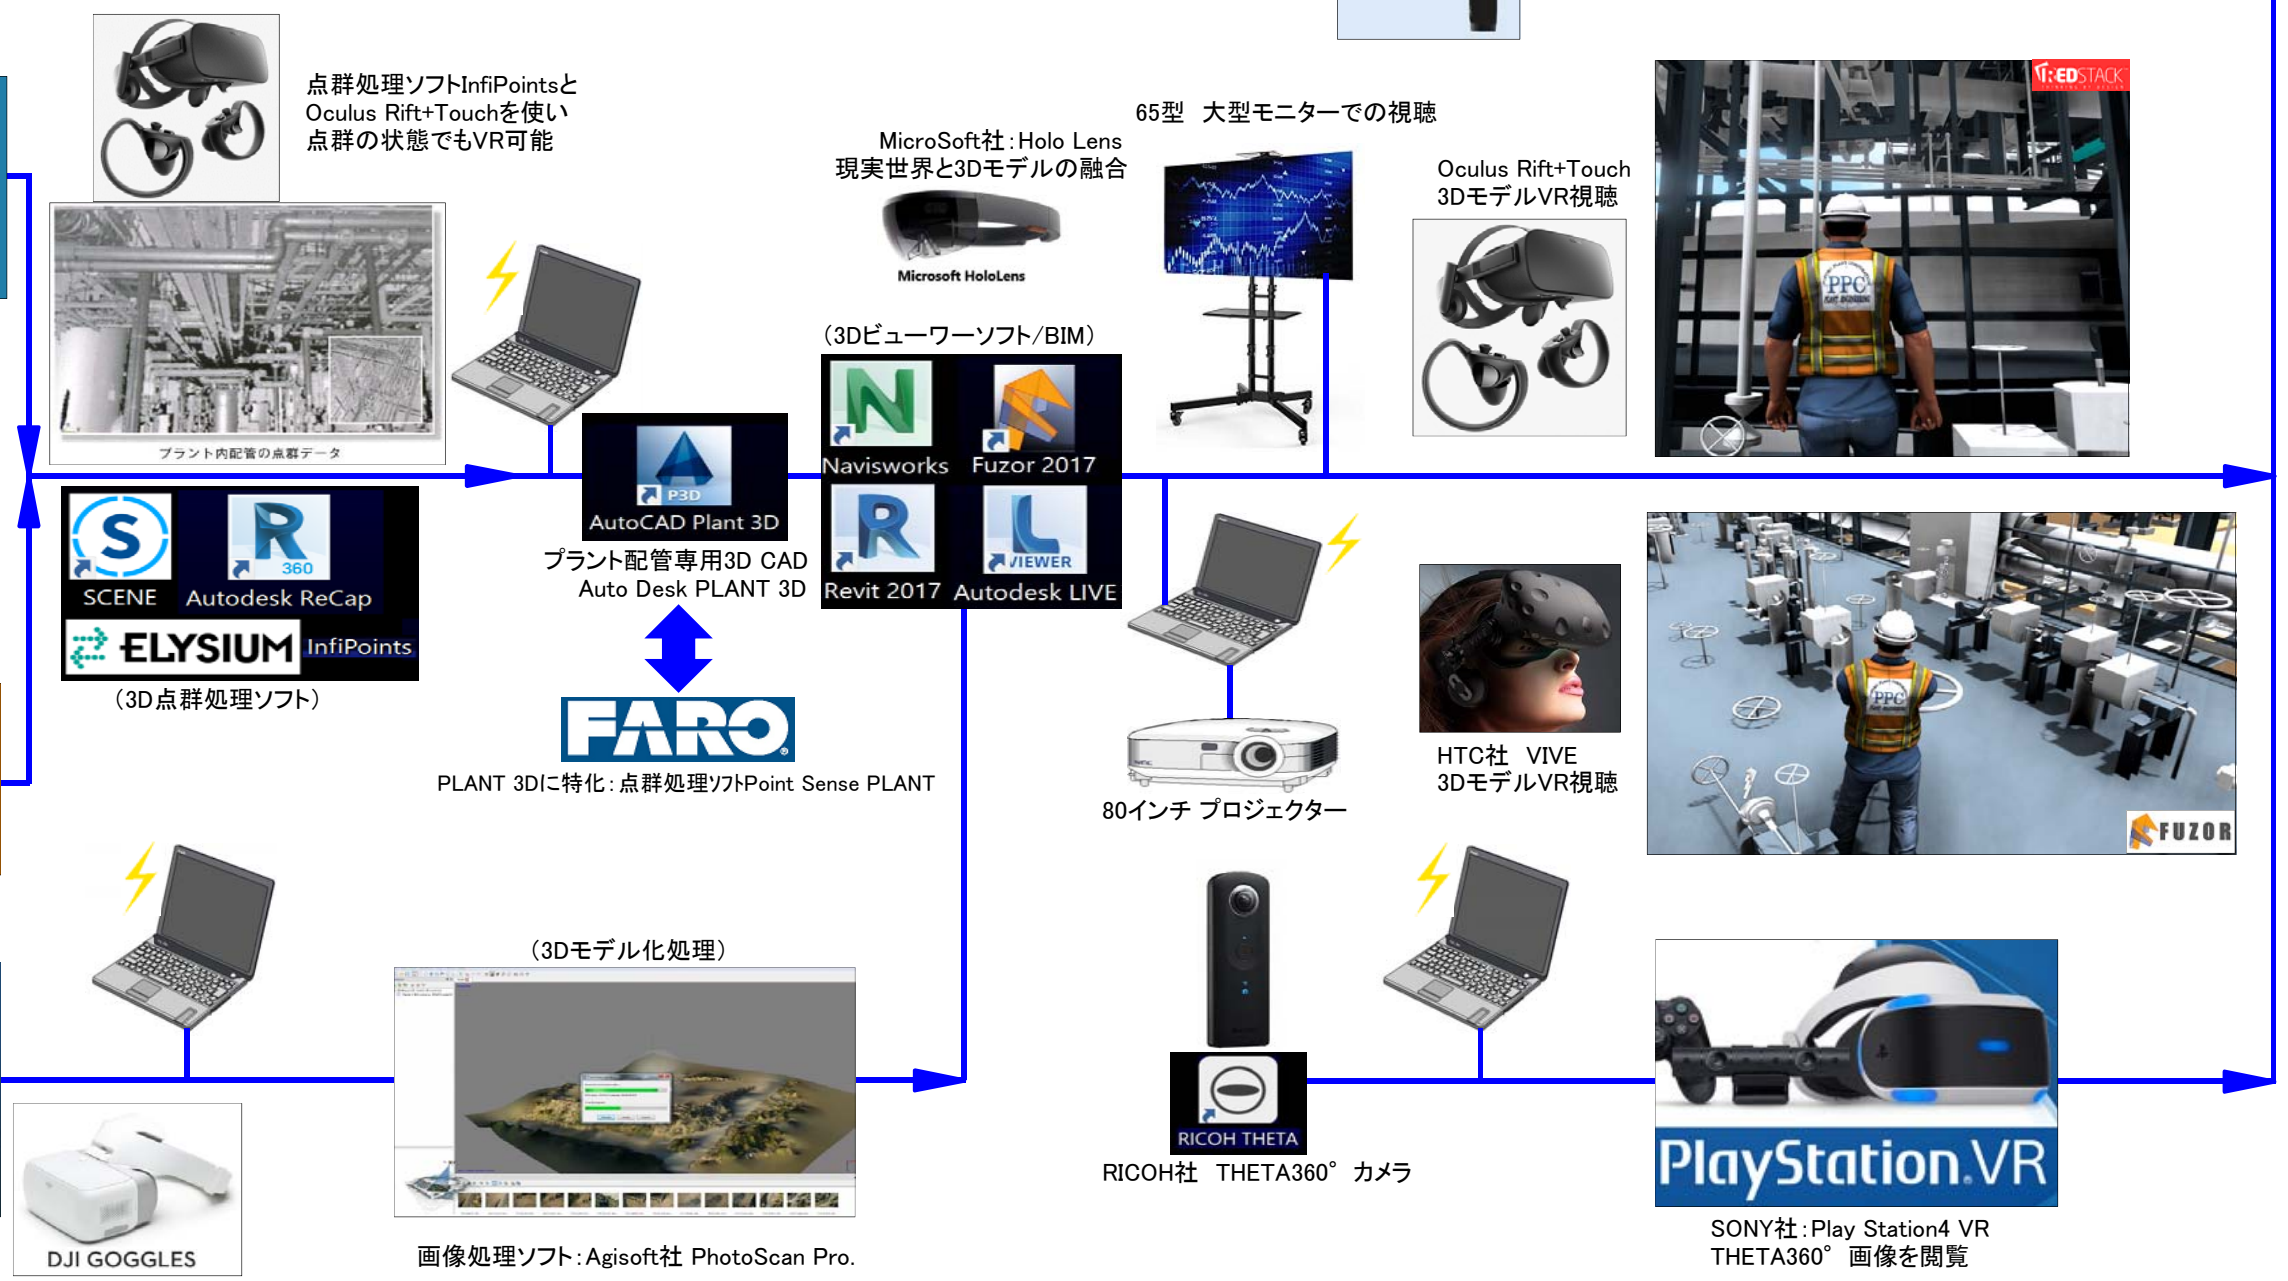 点群処理ソフトInfiPointsと
Oculus Rift+Touchを使い
点群の状態でもVR可能
プラント内配管の点群データ
SCENE
R
360
Autodesk ReCap
ELYSIUM
InfiPoints
（3D点群処理ソフト）
P3D
AutoCAD Plant 3D
プラント配管専用3D CAD
Auto Desk PLANT 3D
FARO
PLANT 3Dに特化：点群処理ソフトPoint Sense PLANT
MicroSoft社：Holo Lens
現実世界と3Dモデルの融合
Microsoft HoloLens
（3Dビューワーソフト/BIM）
Navisworks
Fuzor 2017
Revit 2017
VIEWER
Autodesk LIVE
65型　大型モニターでの視聴
80インチ プロジェクター
Oculus Rift+Touch
3DモデルVR視聴
REDSTACK
PPC
HTC社　VIVE
3DモデルVR視聴
PPC
FUZOR
DJI GOGGLES
（3Dモデル化処理）
画像処理ソフト：Agisoft社 PhotoScan Pro.
RICOH THETA
RICOH社　THETA360°カメラ
PlayStation.VR
SONY社：Play Station4 VR
THETA360°画像を閲覧